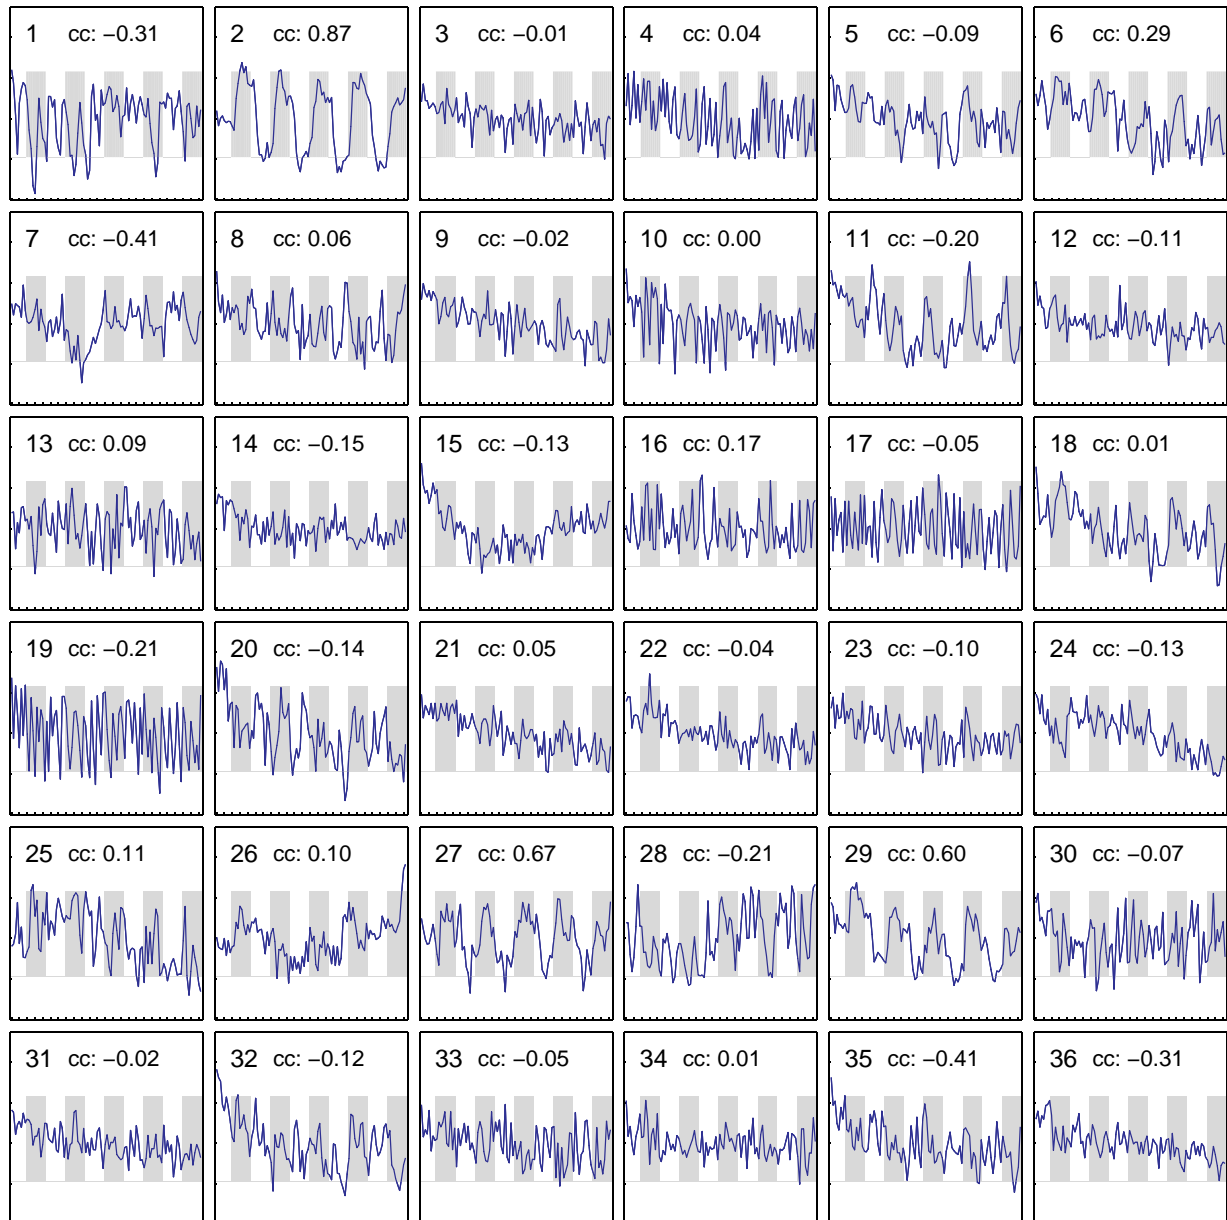 1 cc: −0.31 2 cc: 0.87 3 cc: −0.01 4 cc: 0.04 5 cc: −0.09 6 cc: 0.29
7 cc: −0.41 8 cc: 0.06 9 cc: −0.02 10 cc: 0.00 11 cc: −0.20 12 cc: −0.11
13 cc: 0.09 14 cc: −0.15 15 cc: −0.13 16 cc: 0.17 17 cc: −0.05 18 cc: 0.01
19 cc: −0.21 20 cc: −0.14 21 cc: 0.05 22 cc: −0.04 23 cc: −0.10 24 cc: −0.13
25 cc: 0.11 26 cc: 0.10 27 cc: 0.67 28 cc: −0.21 29 cc: 0.60 30 cc: −0.07
31 cc: −0.02 32 cc: −0.12 33 cc: −0.05 34 cc: 0.01 35 cc: −0.41 36 cc: −0.31